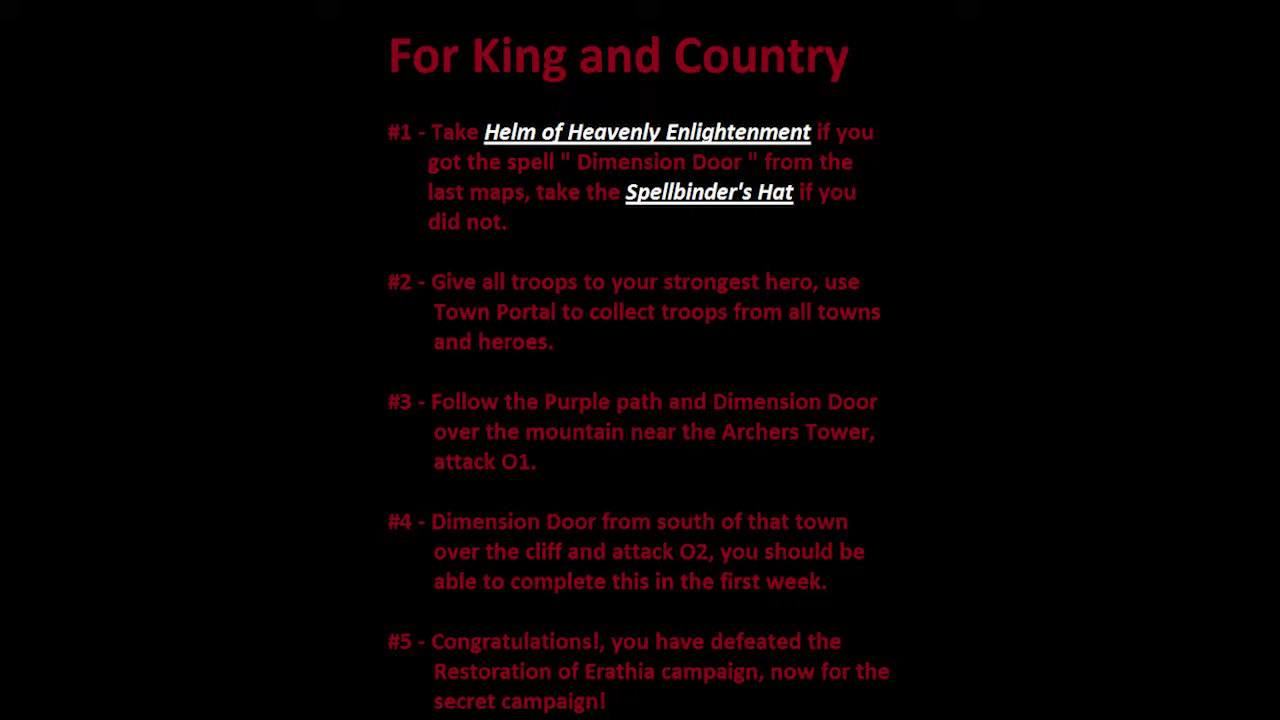 For King and Country
#1 - Take Helm of Heavenly Enlightenment if you
got the spell " Dimension Door " from the
last maps, take the Spellbinder's Hat if you
did not.
#2 - Give all troops to your strongest hero, use
Town Portal to collect troops from all towns
and heroes.
#3 - Follow the Purple path and Dimension Door
over the mountain near the Archers Tower,
attack O1.
#4 - Dimension Door from south of that town
over the cliff and attack O2, you should be
able to complete this in the first week.
#5 - Congratulations!, you have defeated the
Restoration of Erathia campaign, now for the
secret campaign!